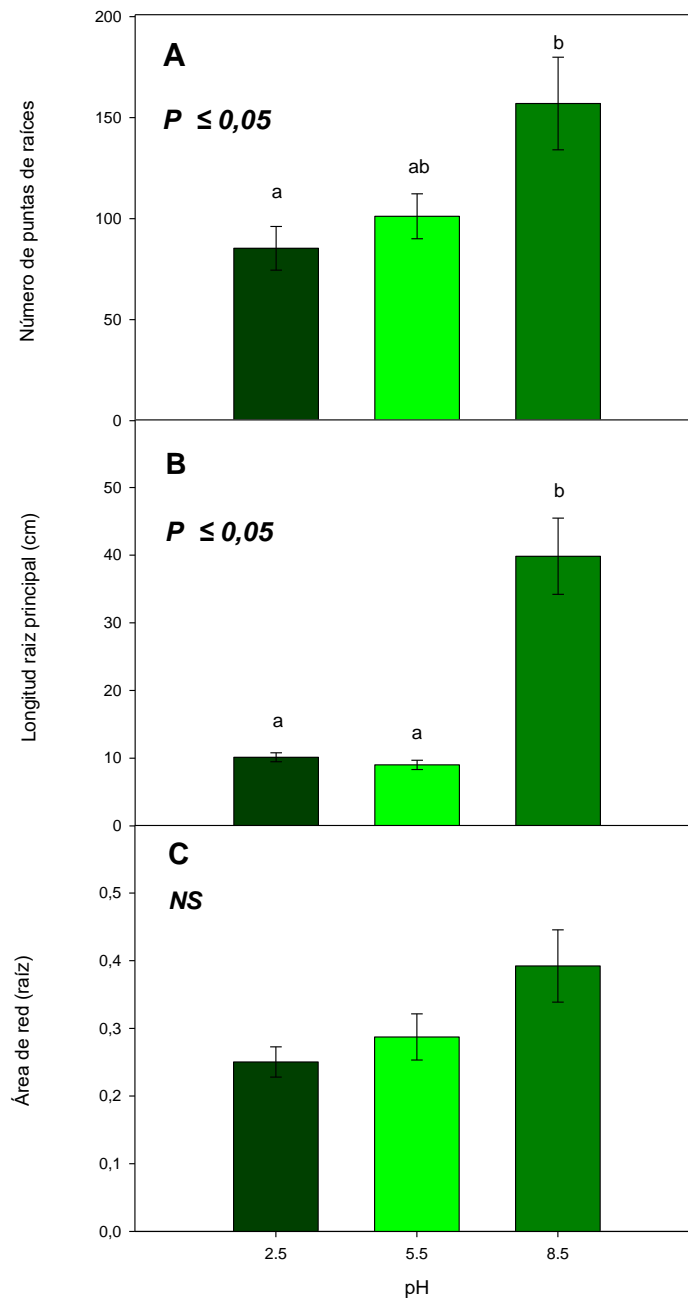 200
A
b
P ≤ 0,05
150
ab
a
100
50
0
Número de puntas de raíces
B
50
b
P ≤ 0,05
40
30
20
a
a
10
0
Longitud raiz principal (cm)
C
0,5
NS
0,4
0,3
0,2
0,1
0,0
Área de red (raíz)
2.5 5.5 8.5
pH